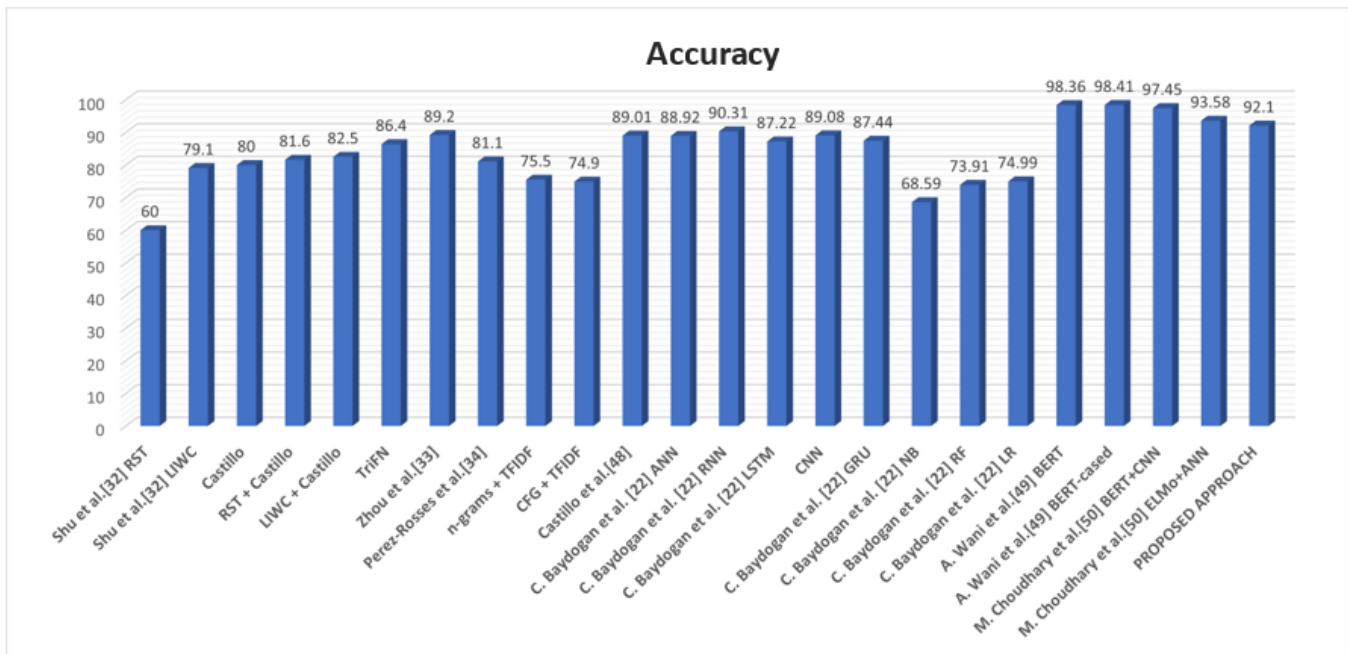 Accuracy
98.36
98.41
97.45
93.58
92.1
89.2
89.01
88.92
90.31
87.22
89.08
87.44
86.4
79.1
80
81.6
82.5
81.1
75.5
74.9
68.59
73.91
74.99
60
100
90
80
70
60
50
40
30
20
10
0
Shu et al.[32] RST
Shu et al.[32] LIWC
Castillo
RST + Castillo
LIWC + Castillo
TriFN
Zhou et al.[33]
Perez-Rosses et al.[34]
n-grams + TFIDF
CFG + TFIDF
Castillo et al.[48]
C. Baydogan et al. [22] ANN
C. Baydogan et al. [22] RNN
C. Baydogan et al. [22] LSTM
CNN
C. Baydogan et al. [22] GRU
C. Baydogan et al. [22] NB
C. Baydogan et al. [22] RF
C. Baydogan et al. [22] LR
A. Wani et al.[49] BERT
A. Wani et al.[49] BERT-cased
M. Choudhary et al.[50] BERT+CNN
M. Choudhary et al.[50] ELMo+ANN
PROPOSED APPROACH